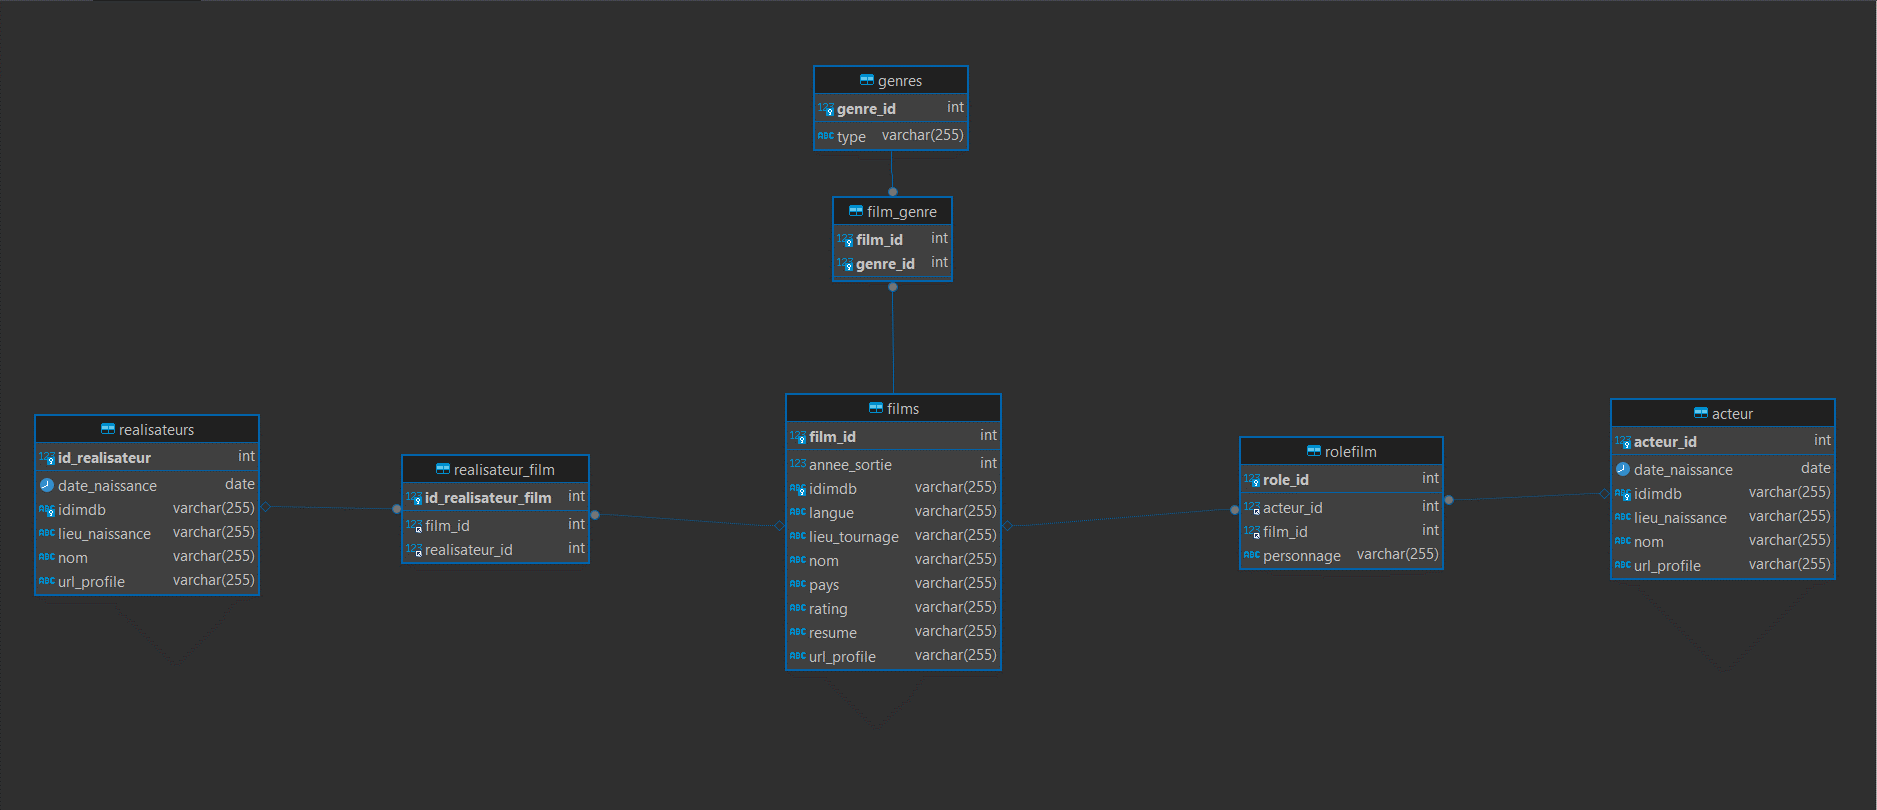 genres
genre_id int
type varchar(255)
film_genre
film_id int
genre_id int
realisateurs
id_realisateur int
date_naissance date
idimdb varchar(255)
lieu_naissance varchar(255)
nom varchar(255)
url_profile varchar(255)
realisateur_film
id_realisateur_film int
film_id int
realisateur_id int
films
film_id int
annee_sortie int
idimdb varchar(255)
langue varchar(255)
lieu_tournage varchar(255)
nom varchar(255)
pays varchar(255)
rating varchar(255)
resume varchar(255)
url_profile varchar(255)
rolefilm
role_id int
acteur_id int
film_id int
personnage varchar(255)
acteur
acteur_id int
date_naissance date
idimdb varchar(255)
lieu_naissance varchar(255)
nom varchar(255)
url_profile varchar(255)